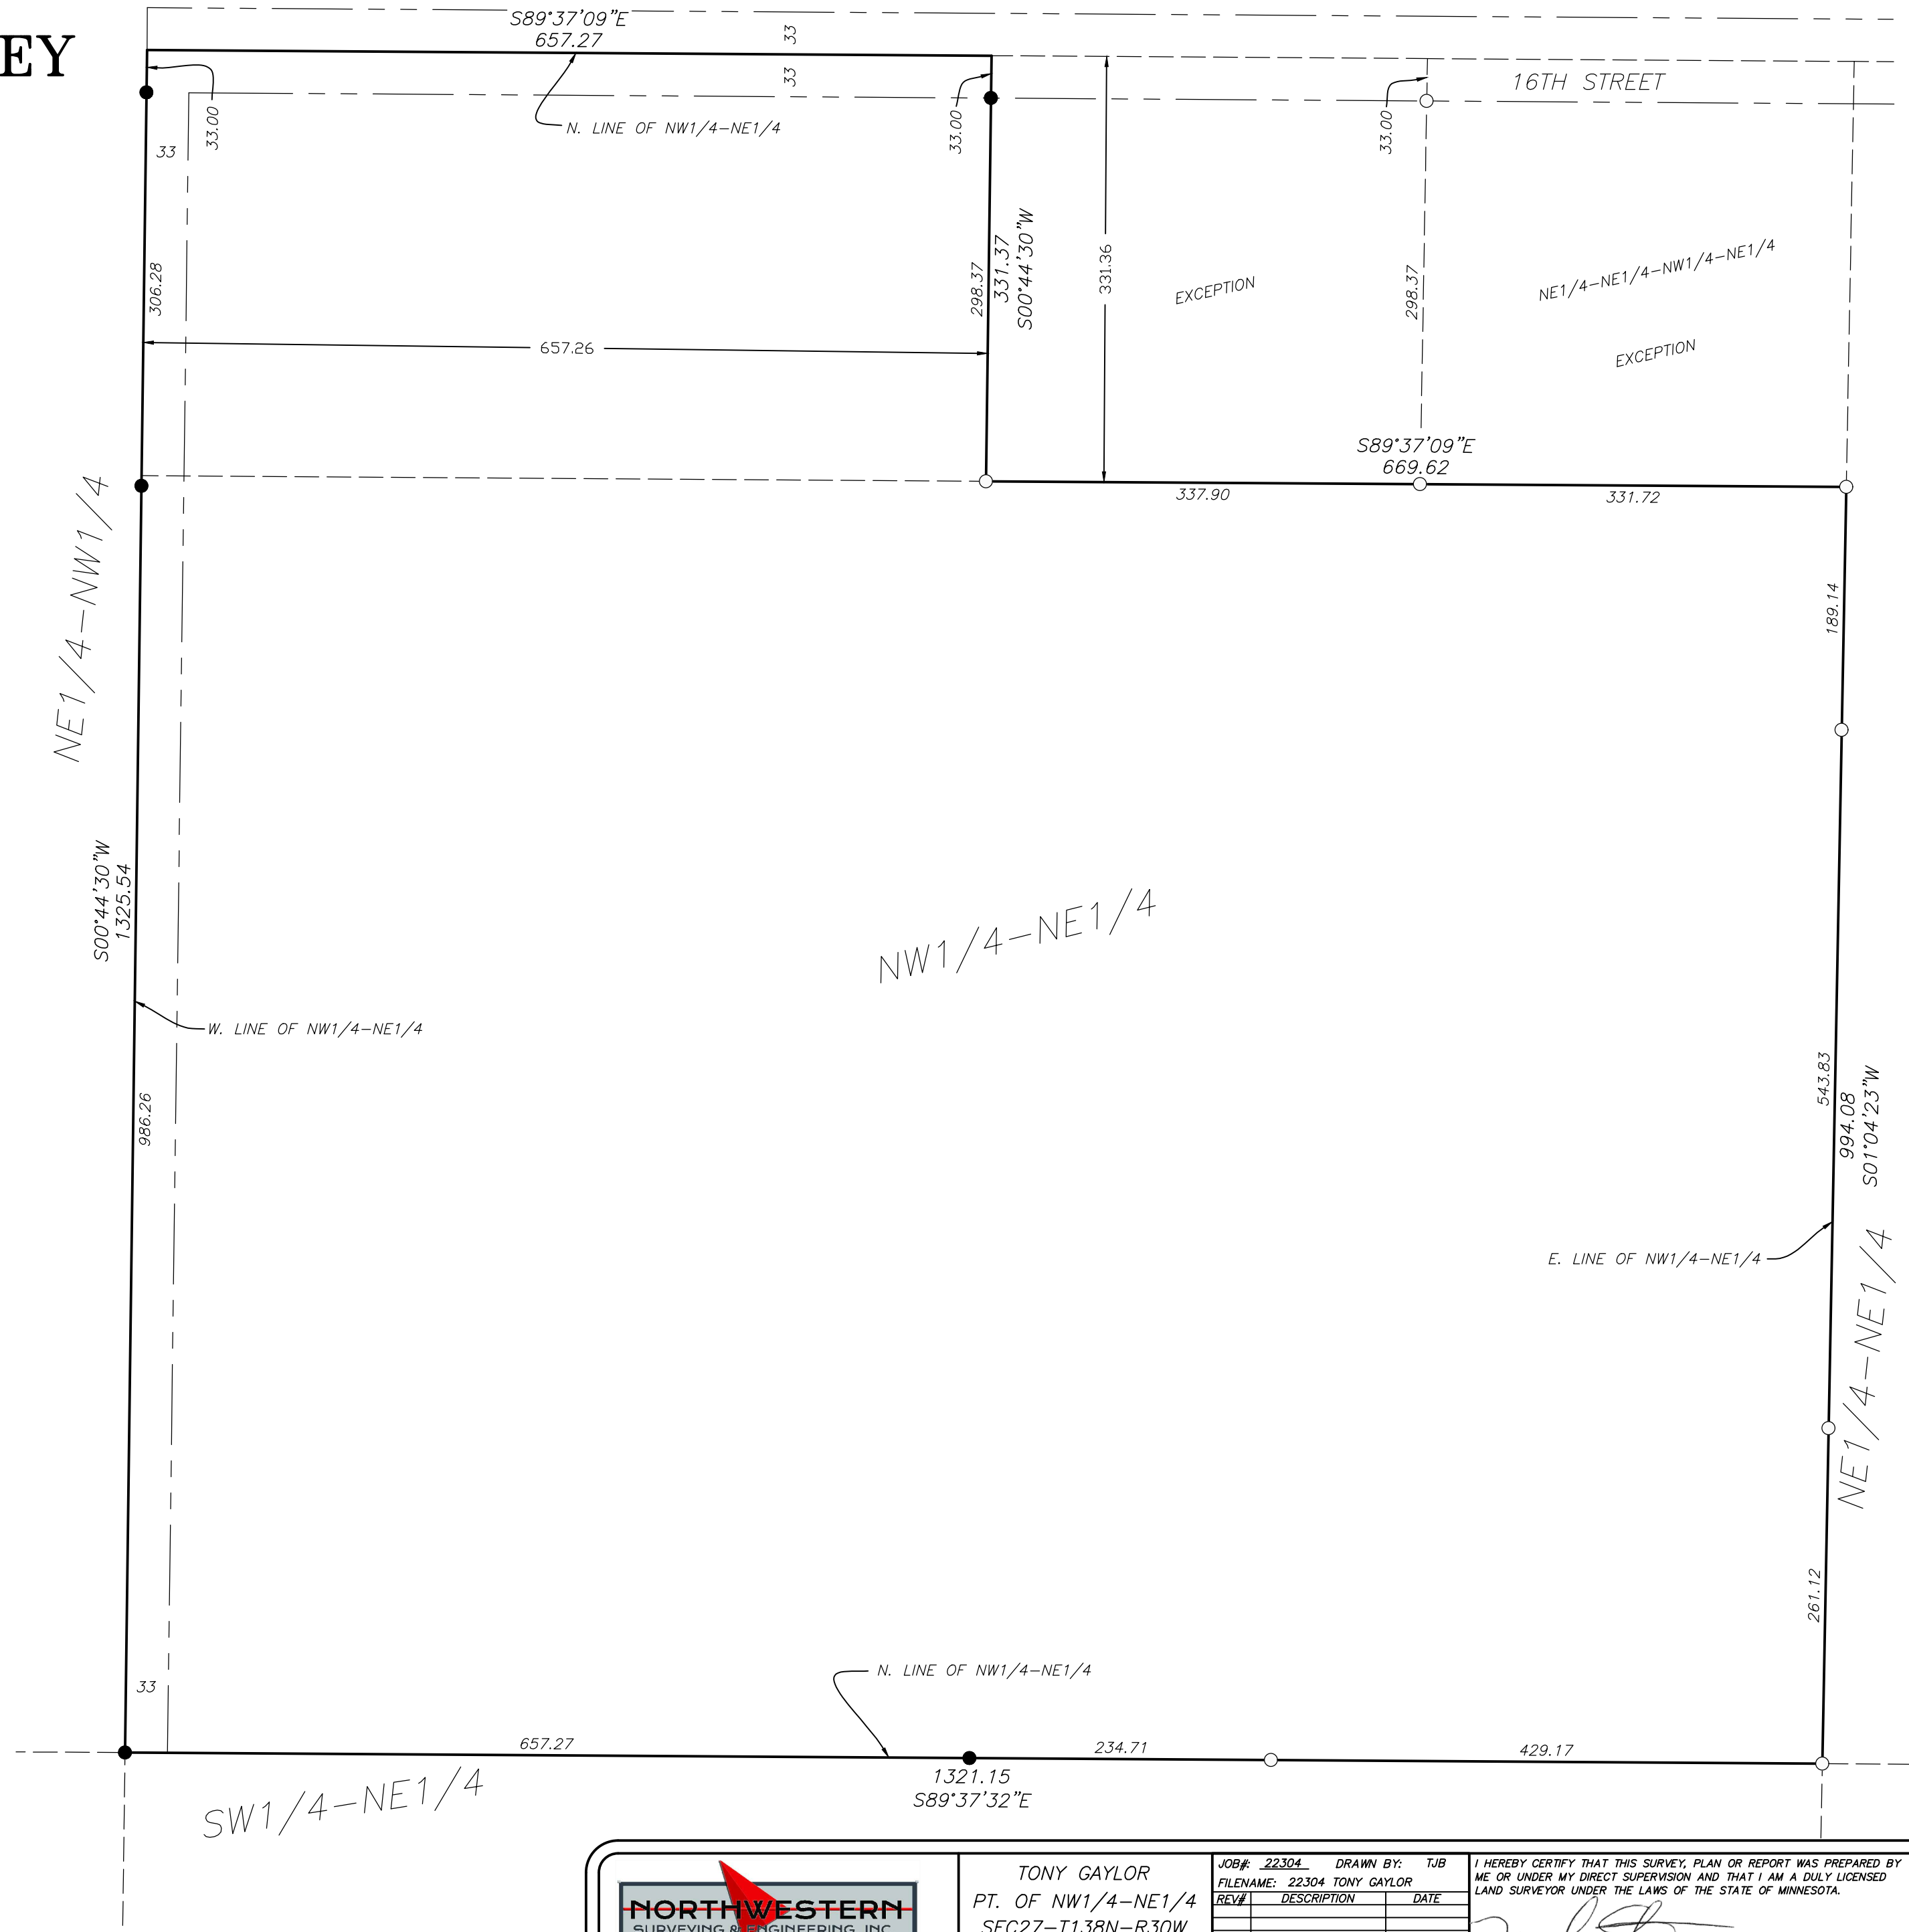 EY
S89°37'09"E
657.27
33
33
16TH STREET
33.00
33.00
33.00
N. LINE OF NW1/4-NE1/4
33
306.28
298.37
331.37
S00°44'30"W
331.36
EXCEPTION
298.37
NE1/4-NE1/4-NW1/4-NE1/4
EXCEPTION
657.26
S89°37'09"E
669.62
337.90
331.72
NE1/4-NW1/4
189.14
S00°44'30"W
1325.54
NW1/4-NE1/4
W. LINE OF NW1/4-NE1/4
986.26
543.83
994.08
S01°04'23"W
E. LINE OF NW1/4-NE1/4
NE1/4-NE1/4
261.12
N. LINE OF NW1/4-NE1/4
33
657.27
234.71
429.17
1321.15
S89°37'32"E
SW1/4-NE1/4
NORTHWESTERN
SURVEYING & ENGINEERING, INC.
TONY GAYLOR
PT. OF NW1/4-NE1/4
SEC27-T138N-R30W
JOB#: 22304 DRAWN BY: TJB
FILENAME: 22304 TONY GAYLOR
REV# DESCRIPTION DATE
I HEREBY CERTIFY THAT THIS SURVEY, PLAN OR REPORT WAS PREPARED BY
ME OR UNDER MY DIRECT SUPERVISION AND THAT I AM A DULY LICENSED
LAND SURVEYOR UNDER THE LAWS OF THE STATE OF MINNESOTA.